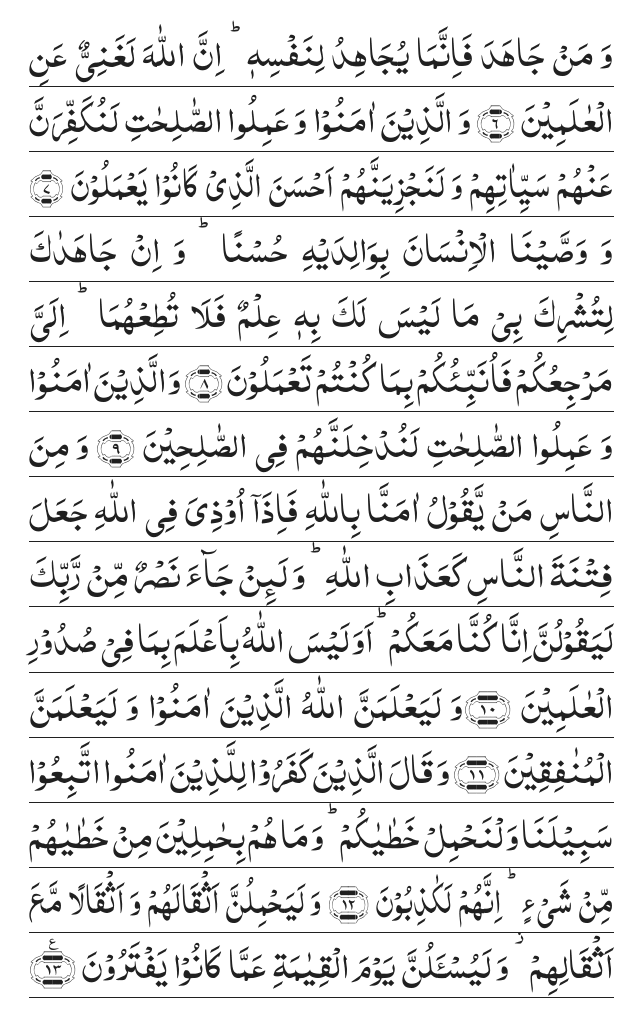 وَ مَنْ جَاهَدَ فَاِنَّمَا یُجَاهِدُ لِنَفْسِهٖ ؕ اِنَّ اللّٰهَ لَغَنِیٌّ عَنِ
الْعٰلَمِیْنَ ۝۶ وَ الَّذِیْنَ اٰمَنُوْا وَ عَمِلُوا الصّٰلِحٰتِ لَنُكَفِّرَنَّ
عَنْهُمْ سَیِّاٰتِهِمْ وَ لَنَجْزِیَنَّهُمْ اَحْسَنَ الَّذِیْ كَانُوْا یَعْمَلُوْنَ ۝۷
وَ وَصَّیْنَا الْاِنْسَانَ بِوَالِدَیْهِ حُسْنًا ؕ وَ اِنْ جَاهَدٰكَ
لِتُشْرِكَ بِیْ مَا لَیْسَ لَكَ بِهٖ عِلْمٌ فَلَا تُطِعْهُمَا ؕ اِلَیَّ
مَرْجِعُكُمْ فَاُنَبِّئُكُمْ بِمَا كُنْتُمْ تَعْمَلُوْنَ ۝۸ وَ الَّذِیْنَ اٰمَنُوْا
وَ عَمِلُوا الصّٰلِحٰتِ لَنُدْخِلَنَّهُمْ فِی الصّٰلِحِیْنَ ۝۹ وَ مِنَ
النَّاسِ مَنْ یَّقُوْلُ اٰمَنَّا بِاللّٰهِ فَاِذَاۤ اُوْذِیَ فِی اللّٰهِ جَعَلَ
فِتْنَةَ النَّاسِ كَعَذَابِ اللّٰهِ ؕ وَ لَىِٕنْ جَآءَ نَصْرٌ مِّنْ رَّبِّكَ
لَیَقُوْلُنَّ اِنَّا كُنَّا مَعَكُمْ ؕ اَوَ لَیْسَ اللّٰهُ بِاَعْلَمَ بِمَا فِیْ صُدُوْرِ
الْعٰلَمِیْنَ ۝۱۰ وَ لَیَعْلَمَنَّ اللّٰهُ الَّذِیْنَ اٰمَنُوْا وَ لَیَعْلَمَنَّ
الْمُنٰفِقِیْنَ ۝۱۱ وَ قَالَ الَّذِیْنَ كَفَرُوْا لِلَّذِیْنَ اٰمَنُوا اتَّبِعُوْا
سَبِیْلَنَا وَ لْنَحْمِلْ خَطٰیٰكُمْ ؕ وَ مَا هُمْ بِحٰمِلِیْنَ مِنْ خَطٰیٰهُمْ
مِّنْ شَیْءٍ ؕ اِنَّهُمْ لَكٰذِبُوْنَ ۝۱۲ وَ لَیَحْمِلُنَّ اَثْقَالَهُمْ وَ اَثْقَالًا مَّعَ
اَثْقَالِهِمْ ؗ وَ لَیُسْـَٔلُنَّ یَوْمَ الْقِیٰمَةِ عَمَّا كَانُوْا یَفْتَرُوْنَ ۝۱۳ ع